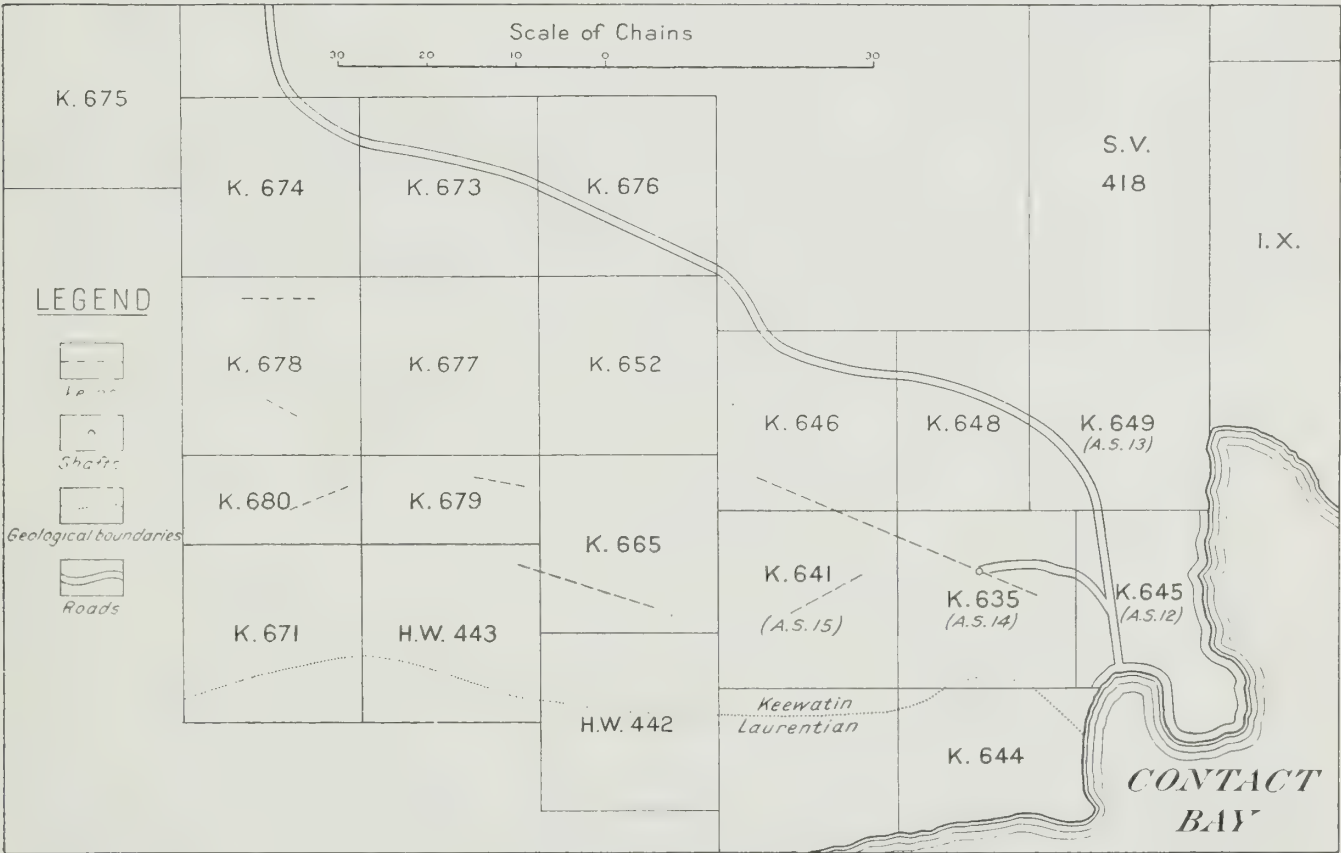 Scale of Chains
30 20 10 0 30
K. 675
K. 674
K. 673
K. 676
S.V.
418
I.X.
LEGEND
Shafts
Geological boundaries
Roads
K. 678
K. 677
K. 652
K. 646
K. 648
K. 649
(A.S. 13)
K. 680
K. 679
K. 665
K. 641
(A.S. 15)
K. 635
(A.S. 14)
K. 645
(A.S. 12)
K. 671
H.W. 443
H.W. 442
Keewatin
Laurentian
K. 644
CONTACT
BAY